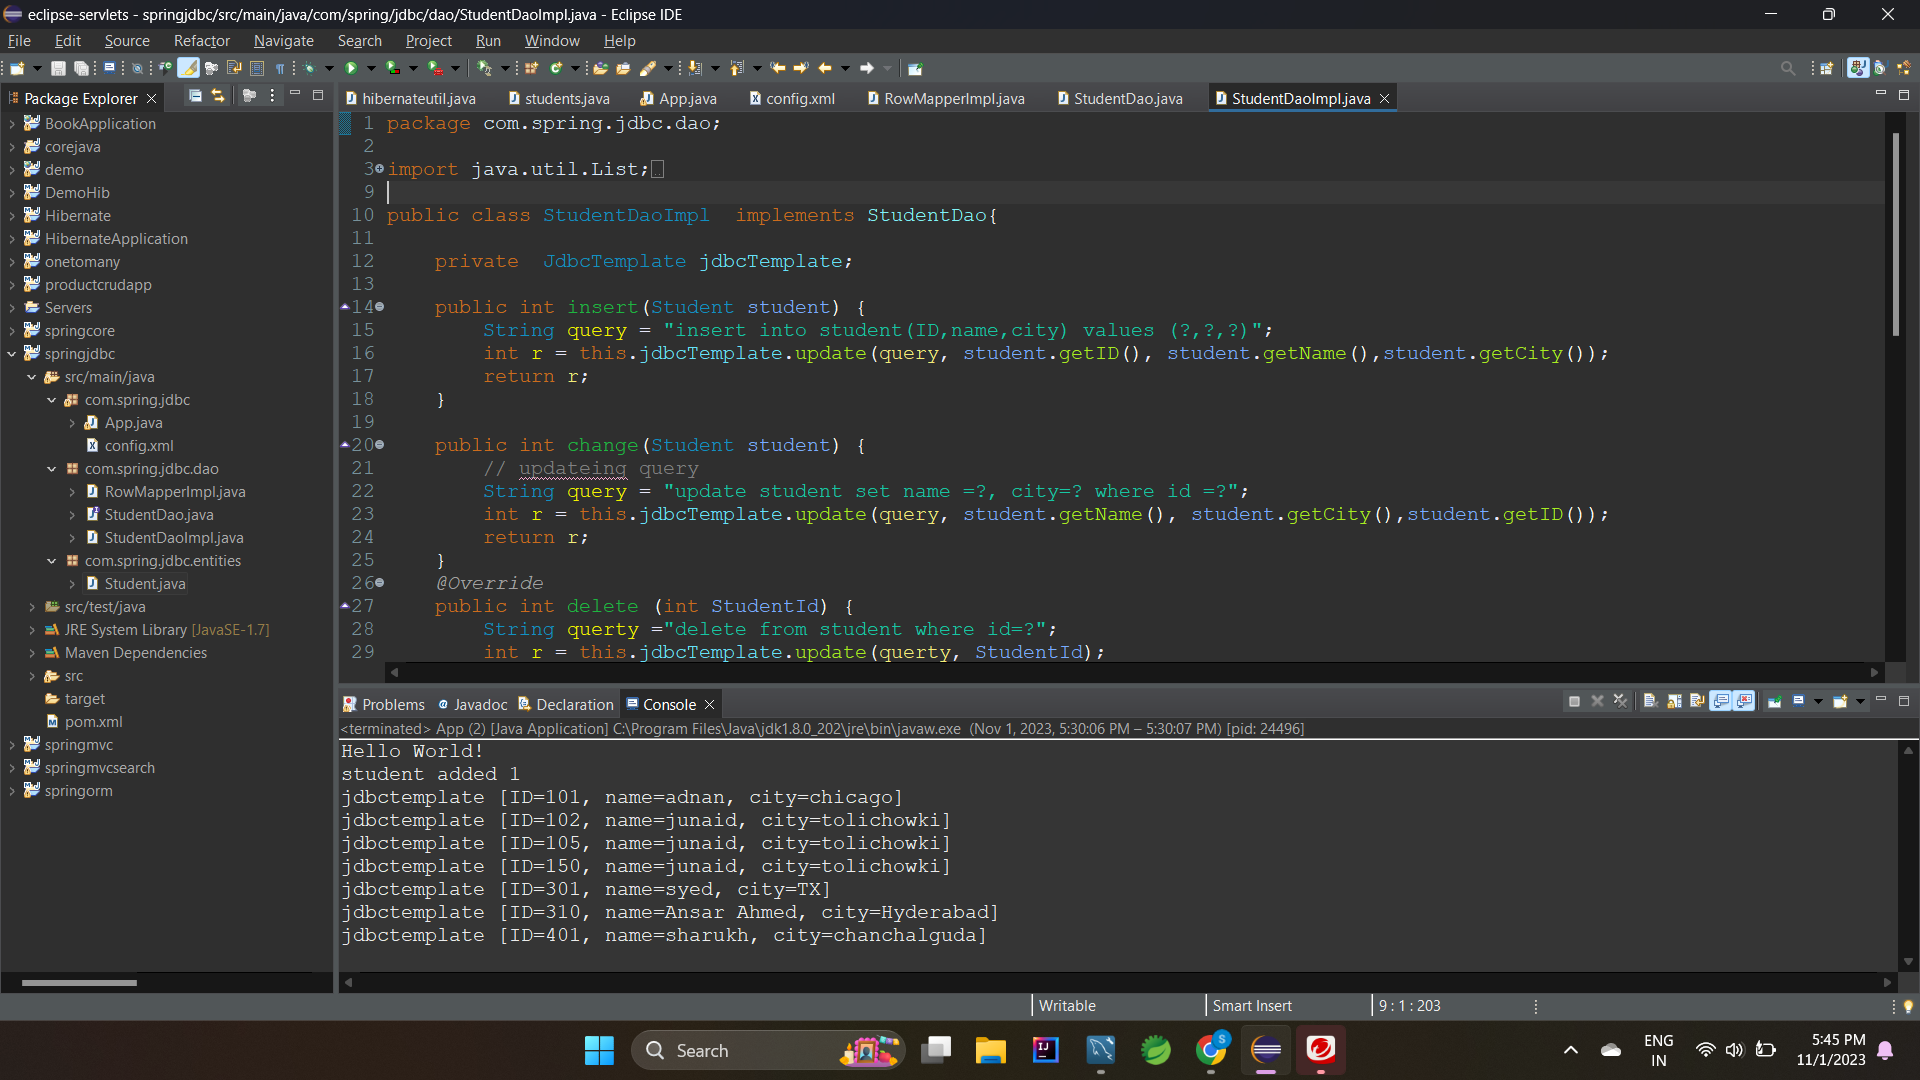 eclipse-servlets - springjdbc/src/main/java/com/spring/jdbc/dao/StudentDaoImpl.java - Eclipse IDE
File Edit Source Refactor Navigate Search Project Run Window Help
Package Explorer
BookApplication
corejava
demo
DemoHib
Hibernate
HibernateApplication
onetomany
productcrudapp
Servers
springcore
springjdbc
src/main/java
com.spring.jdbc
App.java
config.xml
com.spring.jdbc.dao
RowMapperImpl.java
StudentDao.java
StudentDaoImpl.java
com.spring.jdbc.entities
Student.java
src/test/java
JRE System Library [JavaSE-1.7]
Maven Dependencies
src
target
pom.xml
springmvc
springmvcsearch
springorm
hibernateutil.java students.java App.java config.xml RowMapperImpl.java StudentDao.java StudentDaoImpl.java
1 package com.spring.jdbc.dao;
2
3 import java.util.List;
9
10 public class StudentDaoImpl  implements StudentDao{
11
12     private  JdbcTemplate jdbcTemplate;
13
14     public int insert(Student student) {
15         String query = "insert into student(ID,name,city) values (?,?,?)";
16         int r = this.jdbcTemplate.update(query, student.getID(), student.getName(),student.getCity());
17         return r;
18     }
19
20     public int change(Student student) {
21         // updateing query
22         String query = "update student set name =?, city=? where id =?";
23         int r = this.jdbcTemplate.update(query, student.getName(), student.getCity(),student.getID());
24         return r;
25     }
26     @Override
27     public int delete (int StudentId) {
28         String querty ="delete from student where id=?";
29         int r = this.jdbcTemplate.update(querty, StudentId);
Problems Javadoc Declaration Console
<terminated> App (2) [Java Application] C:\Program Files\Java\jdk1.8.0_202\jre\bin\javaw.exe (Nov 1, 2023, 5:30:06 PM – 5:30:07 PM) [pid: 24496]
Hello World!
student added 1
jdbctemplate [ID=101, name=adnan, city=chicago]
jdbctemplate [ID=102, name=junaid, city=tolichowki]
jdbctemplate [ID=105, name=junaid, city=tolichowki]
jdbctemplate [ID=150, name=junaid, city=tolichowki]
jdbctemplate [ID=301, name=syed, city=TX]
jdbctemplate [ID=310, name=Ansar Ahmed, city=Hyderabad]
jdbctemplate [ID=401, name=sharukh, city=chanchalguda]
Writable Smart Insert 9 : 1 : 203
Search
ENG
IN
5:45 PM
11/1/2023